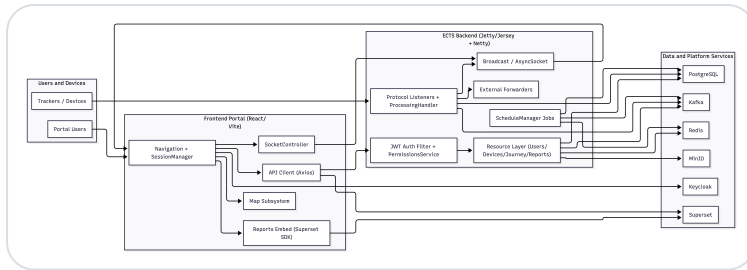 ECTS Backend (Jetty/Jersey
+ Netty)
Broadcast / AsyncSocket
Data and Platform Services
PostgreSQL
Users and Devices
Trackers / Devices
Protocol Listeners +
ProcessingHandler
External Forwarders
Kafka
ScheduleManager Jobs
Frontend Portal (React/
Vite)
Portal Users
Redis
Navigation +
SessionManager
SocketController
JWT Auth Filter +
PermissionsService
Resource Layer (Users/
Devices/Journey/Reports)
MinIO
API Client (Axios)
Keycloak
Map Subsystem
Superset
Reports Embed (Superset
SDK)